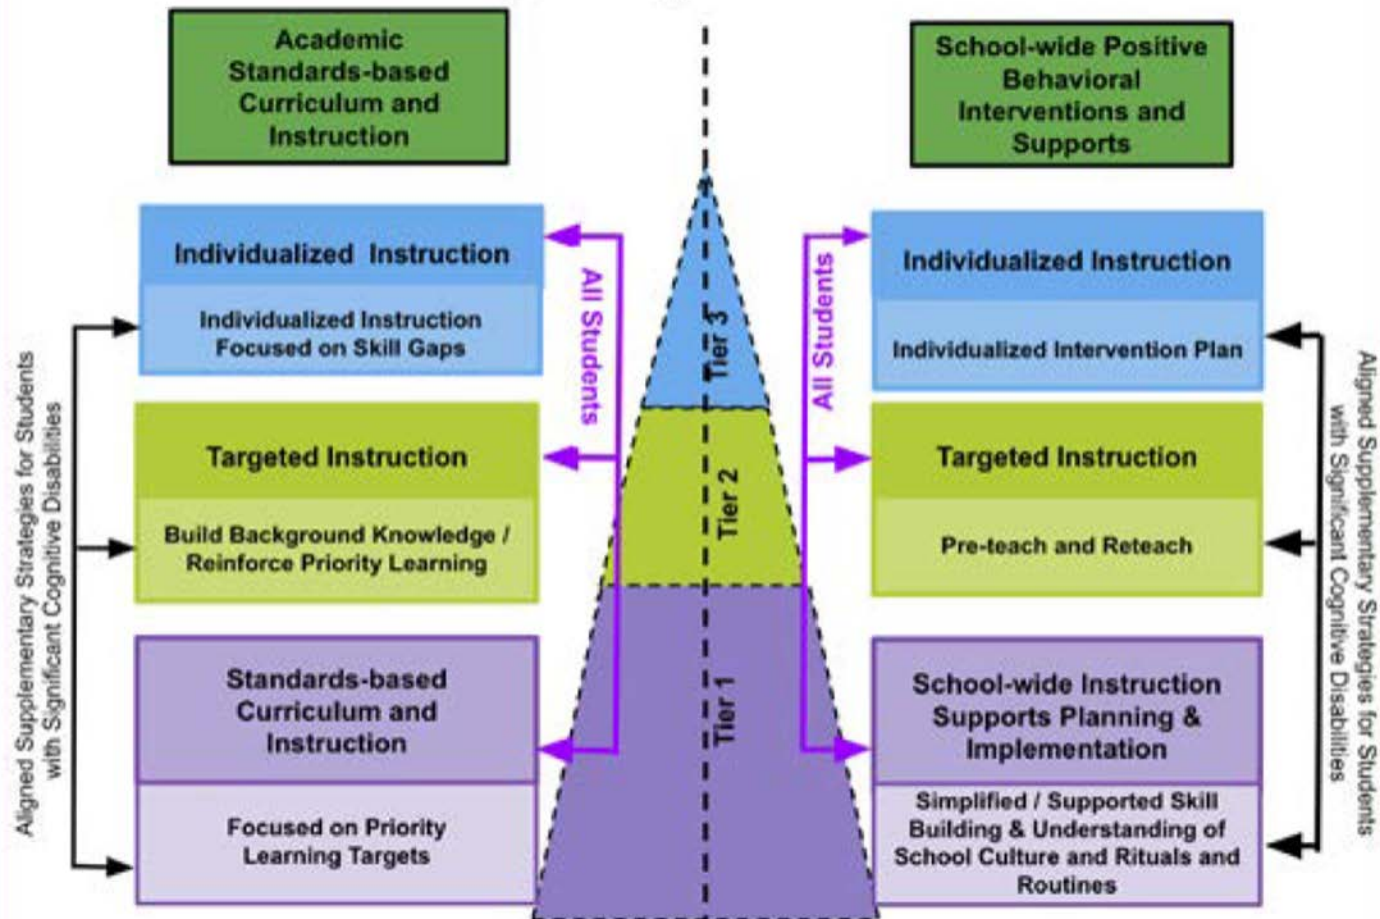 Academic
Standards-based
Curriculum and
Instruction
School-wide Positive
Behavioral
Interventions and
Supports
Individualized Instruction
Individualized Instruction
Focused on Skill Gaps
Targeted Instruction
Build Background Knowledge /
Reinforce Priority Learning
Standards-based
Curriculum and
Instruction
Focused on Priority
Learning Targets
Aligned Supplementary Strategies for Students
with Significant Cognitive Disabilities
All Students
Tier 3
Tier 2
Tier 1
All Students
Individualized Instruction
Individualized Intervention Plan
Targeted Instruction
Pre-teach and Reteach
School-wide Instruction
Supports Planning &
Implementation
Simplified / Supported Skill
Building & Understanding of
School Culture and Rituals and
Routines
Aligned Supplementary Strategies for Students
with Significant Cognitive Disabilities